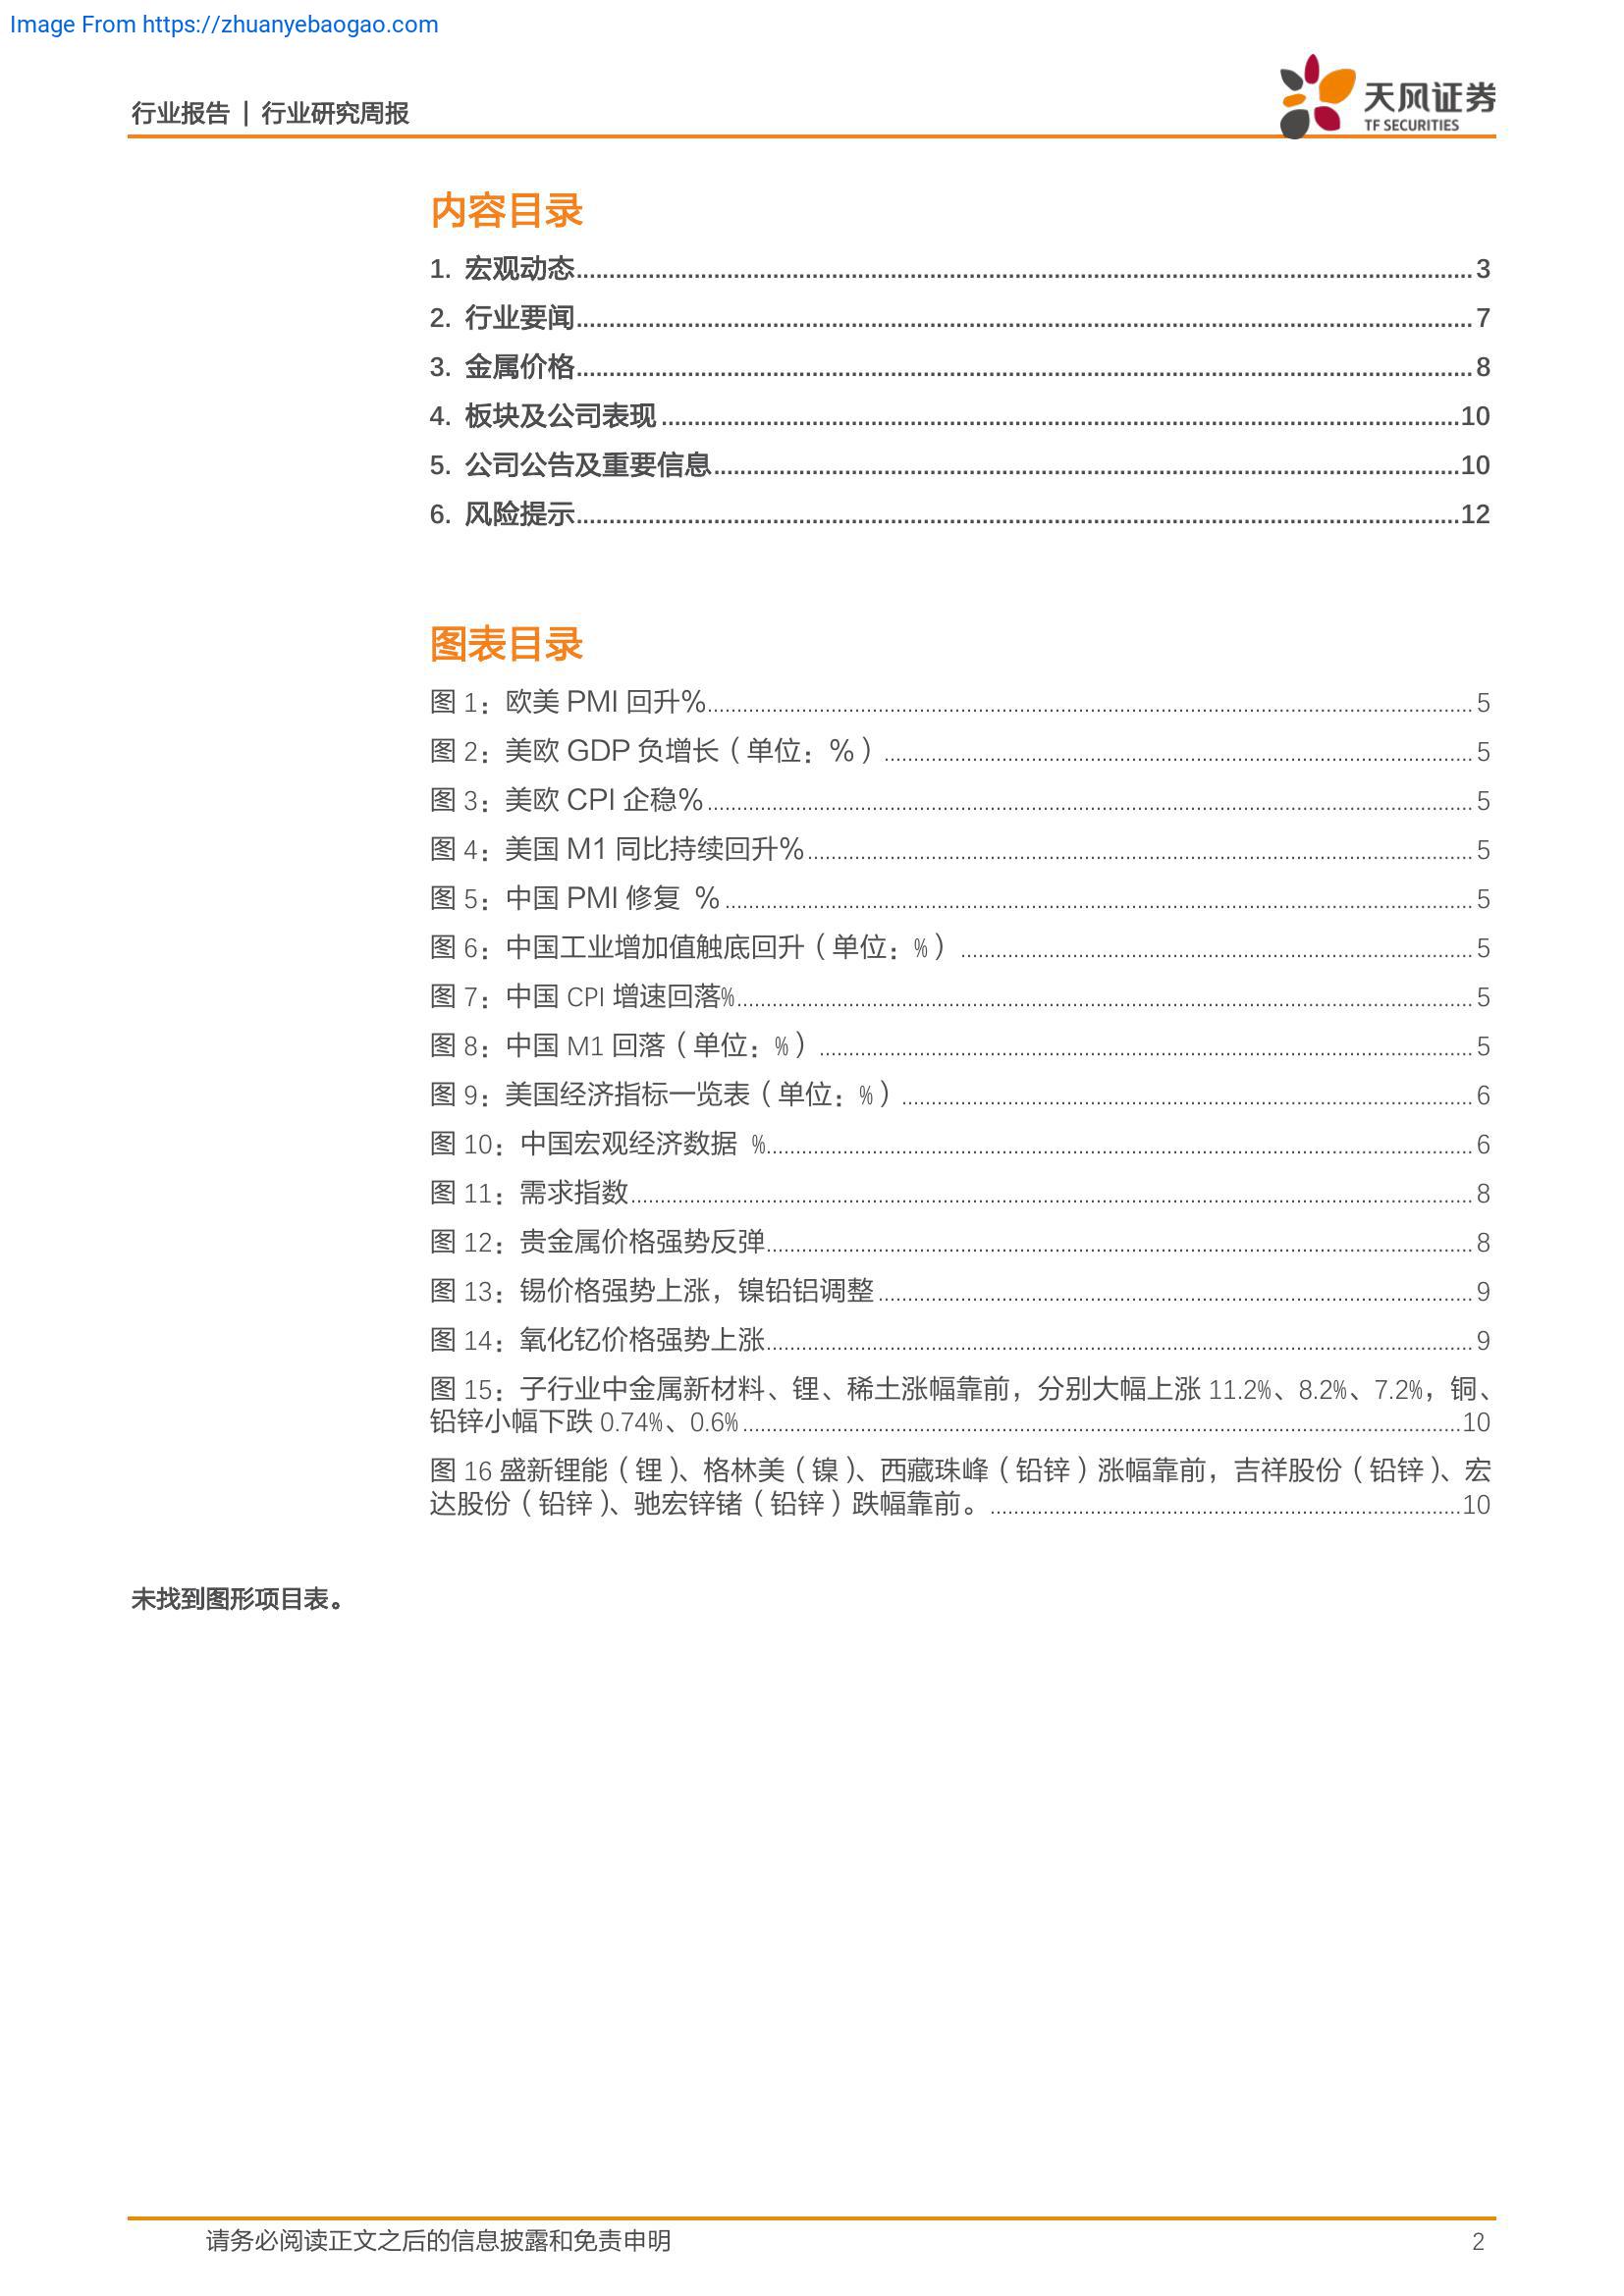 Image From https://zhuanyebaogao.com
行业报告 | 行业研究周报
天风证券
TF SECURITIES
内容目录
1. 宏观动态................3
2. 行业要闻................7
3. 金属价格................8
4. 板块及公司表现................10
5. 公司公告及重要信息................10
6. 风险提示................12
图表目录
图 1：欧美 PMI 回升%................5
图 2：美欧 GDP 负增长（单位：%）................5
图 3：美欧 CPI 企稳%................5
图 4：美国 M1 同比持续回升%................5
图 5：中国 PMI 修复 %................5
图 6：中国工业增加值触底回升（单位：%）................5
图 7：中国 CPI 增速回落%................5
图 8：中国 M1 回落（单位：%）................5
图 9：美国经济指标一览表（单位：%）................6
图 10：中国宏观经济数据 %................6
图 11：需求指数................8
图 12：贵金属价格强势反弹................8
图 13：锡价格强势上涨，镍铅铝调整................9
图 14：氧化钇价格强势上涨................9
图 15：子行业中金属新材料、锂、稀土涨幅靠前，分别大幅上涨 11.2%、8.2%、7.2%，铜、
铅锌小幅下跌 0.74%、0.6%................10
图 16 盛新锂能（锂）、格林美（镍）、西藏珠峰（铅锌）涨幅靠前，吉祥股份（铅锌）、宏
达股份（铅锌）、驰宏锌锗（铅锌）跌幅靠前。................10
未找到图形项目表。
请务必阅读正文之后的信息披露和免责申明
2